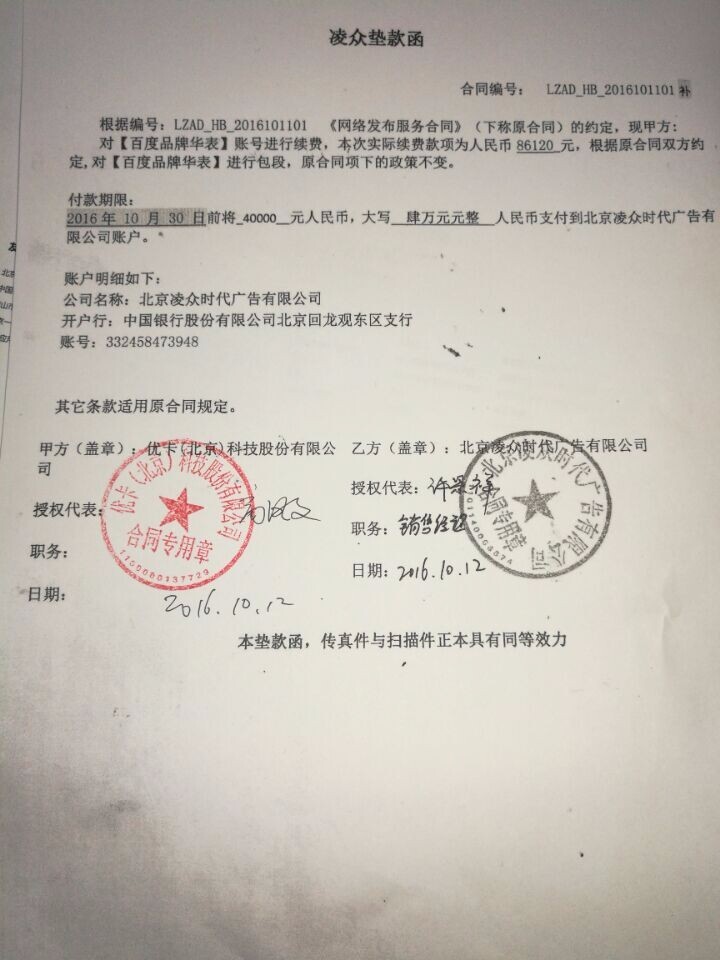 凌众垫款函
合同编号： LZAD_HB_2016101101 补
根据编号：LZAD_HB_2016101101 《网络发布服务合同》（下称原合同）的约定，现甲方：
对【百度品牌华表】账号进行续费，本次实际续费款项为人民币 86120 元，根据原合同双方约
定,对【百度品牌华表】进行包段，原合同项下的政策不变。
付款期限：
2016 年 10 月 30 日前将_40000__元人民币，大写 肆万元元整 人民币支付到北京凌众时代广告有
限公司账户。
账户明细如下：
公司名称：北京凌众时代广告有限公司
开户行：中国银行股份有限公司北京回龙观东区支行
账号：332458473948
其它条款适用原合同规定。
甲方（盖章）：优卡(北京)科技股份有限公
司
优卡（北京）科技股份有限公司
合同专用章
1100080137729
授权代表：
职务：
日期：
2016.10.12
乙方（盖章）：北京凌众时代广告有限公司
北京凌众时代广告有限公司
合同专用章
授权代表：
职务：销售经理
日期：2016.10.12
本垫款函，传真件与扫描件正本具有同等效力